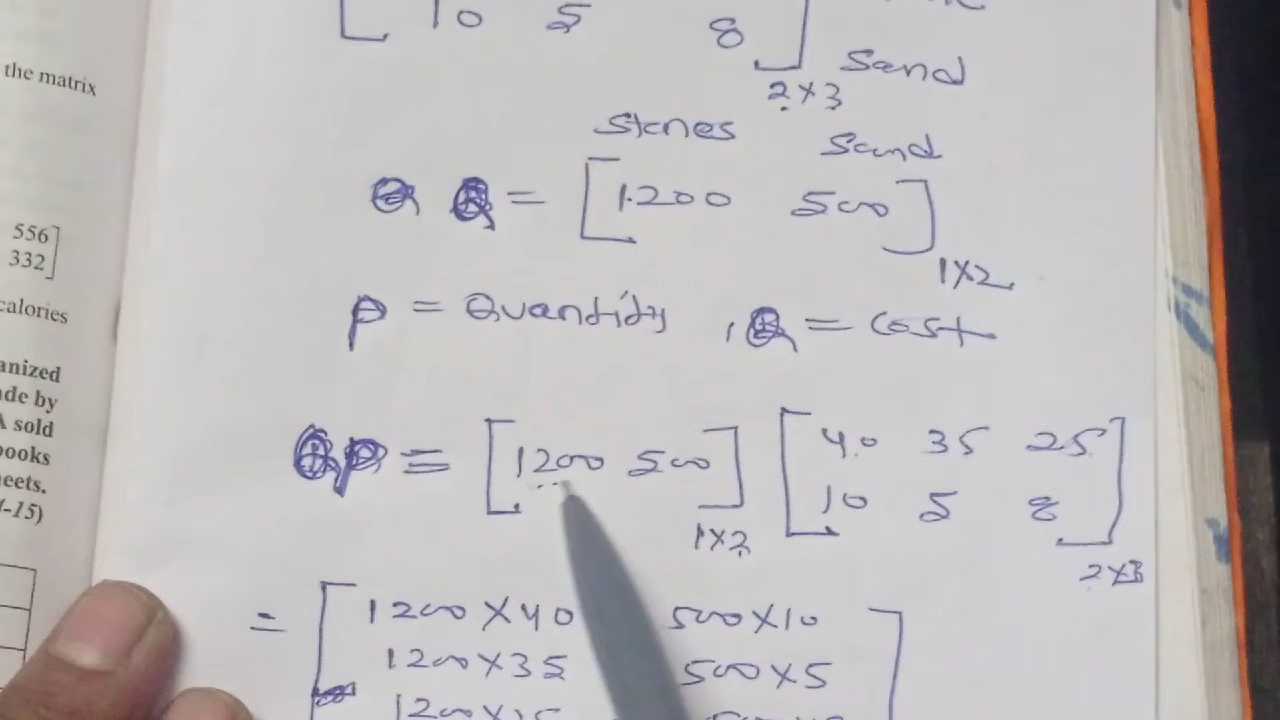 10 5 8
2×3
Sand
Stones Sand
Q = [1200 500]
1×2
P = Quantity , Q = cost
QP = [1200 500] [40 35 25
10 5 8]
1×2
2×3
= [1200×40 500×10
1200×35 500×5
the matrix
556]
332
calories
anized
de by
A sold
books
eets.
-15)